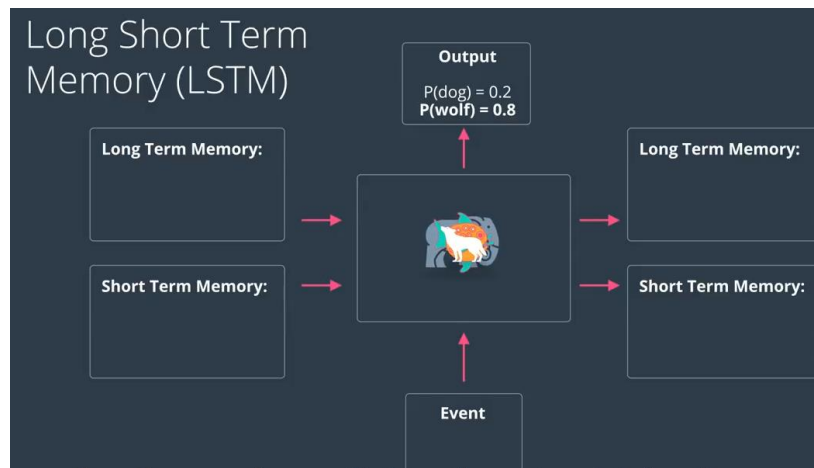 Long Short Term
Memory (LSTM)
Output
P(dog) = 0.2
P(wolf) = 0.8
Long Term Memory:
Long Term Memory:
Short Term Memory:
Short Term Memory:
Event